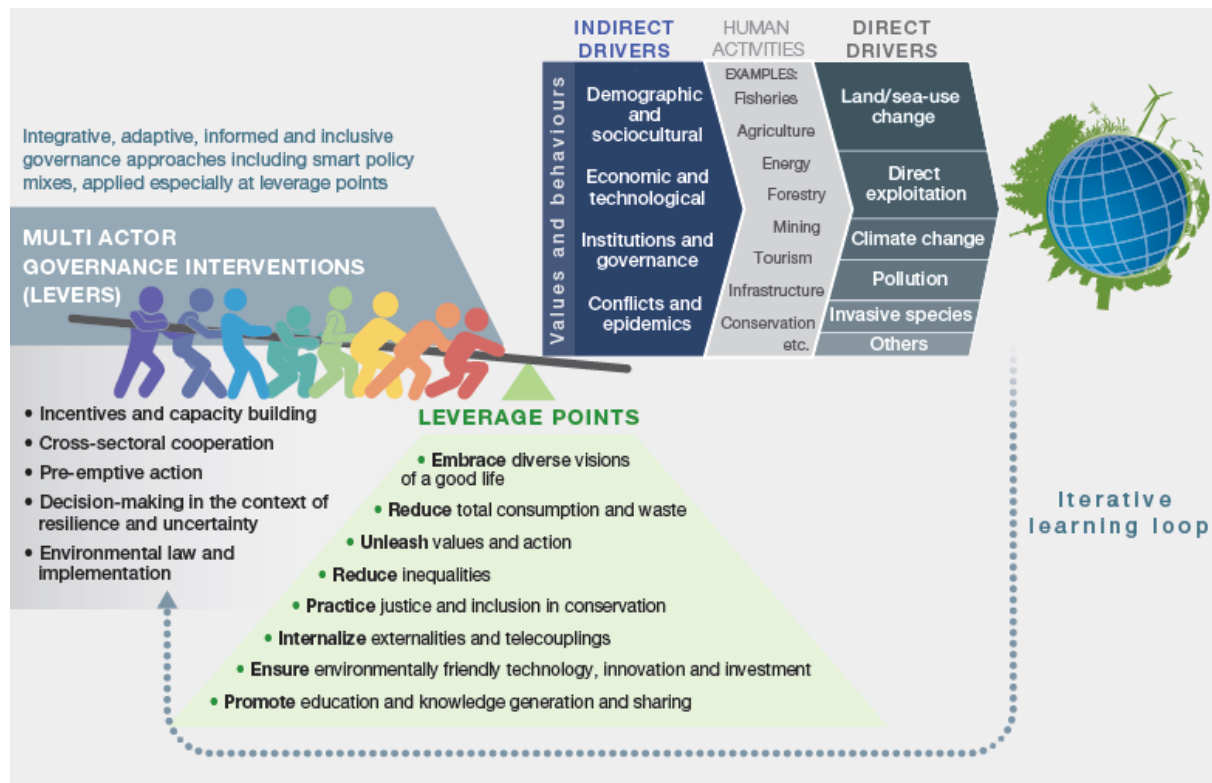 Integrative, adaptive, informed and inclusive
governance approaches including smart policy
mixes, applied especially at leverage points
MULTI ACTOR
GOVERNANCE INTERVENTIONS
(LEVERS)
• Incentives and capacity building
• Cross-sectoral cooperation
• Pre-emptive action
• Decision-making in the context of
resilience and uncertainty
• Environmental law and
implementation
INDIRECT
DRIVERS
Values and behaviours
Demographic
and
sociocultural
Economic and
technological
Institutions and
governance
Conflicts and
epidemics
HUMAN
ACTIVITIES
EXAMPLES:
Fisheries
Agriculture
Energy
Forestry
Mining
Tourism
Infrastructure
Conservation
etc.
DIRECT
DRIVERS
Land/sea-use
change
Direct
exploitation
Climate change
Pollution
Invasive species
Others
LEVERAGE POINTS
• Embrace diverse visions
of a good life
• Reduce total consumption and waste
• Unleash values and action
• Reduce inequalities
• Practice justice and inclusion in conservation
• Internalize externalities and telecouplings
• Ensure environmentally friendly technology, innovation and investment
• Promote education and knowledge generation and sharing
Iterative
learning loop